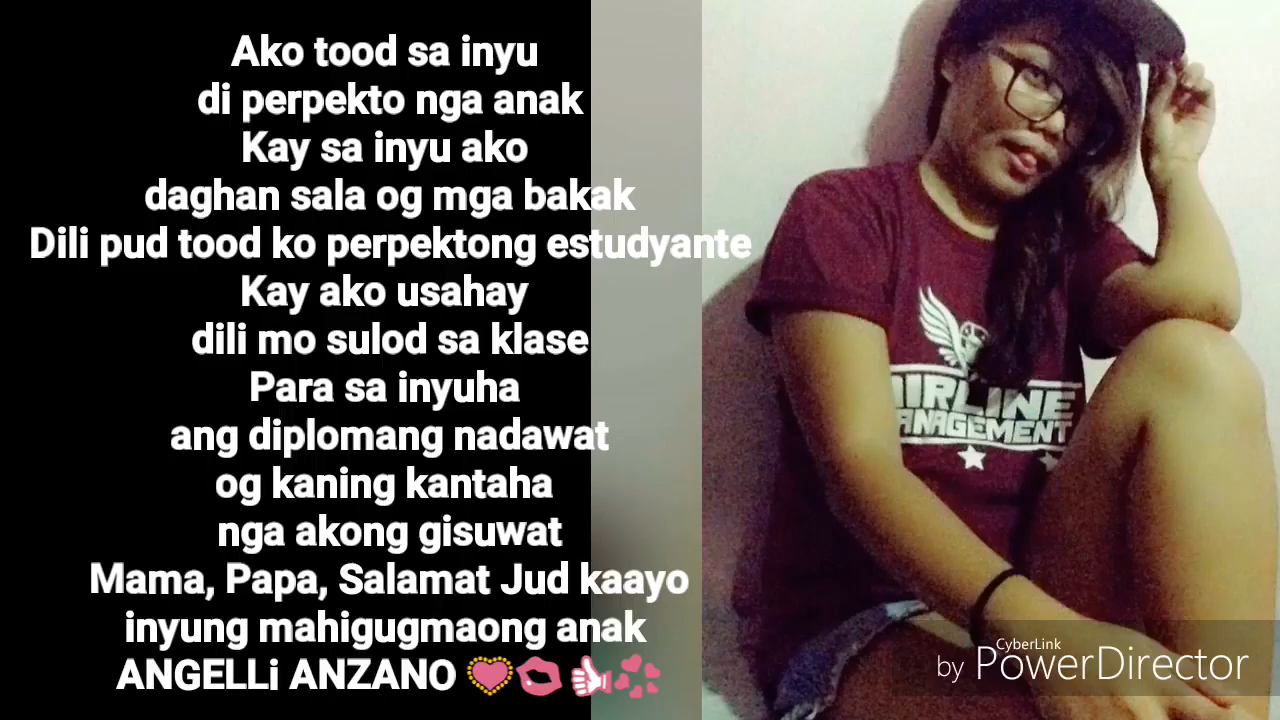 Ako tood sa inyu
di perpekto nga anak
Kay sa inyu ako
daghan sala og mga bakak
Dili pud tood ko perpektong estudyante
Kay ako usahay
dili mo sulod sa klase
Para sa inyuha
ang diplomang nadawat
og kaning kantaha
nga akong gisuwat
Mama, Papa, Salamat Jud kaayo
inyung mahigugmaong anak
ANGELLi ANZANO 💟💋👍💞
AIRLINE
MANAGEMENT
CyberLink
by PowerDirector